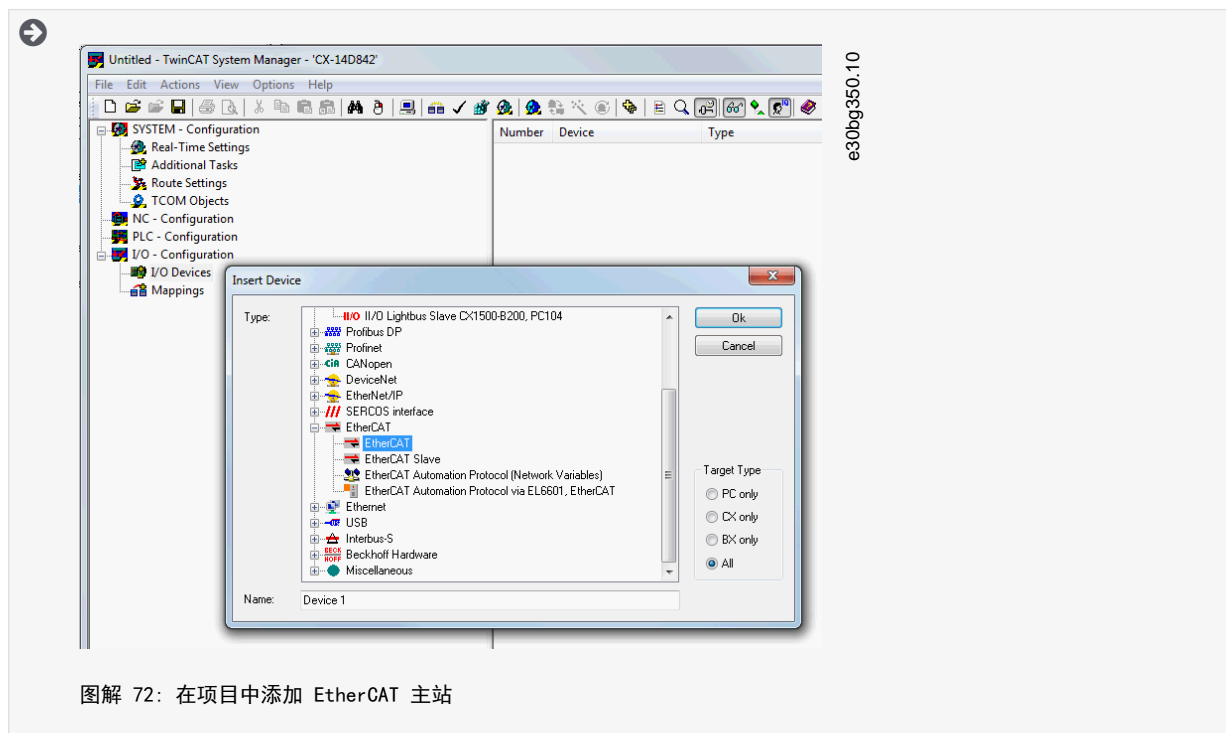 Untitled - TwinCAT System Manager - 'CX-14D842'
File Edit Actions View Options Help
SYSTEM - Configuration
Real-Time Settings
Additional Tasks
Route Settings
TCOM Objects
NC - Configuration
PLC - Configuration
I/O - Configuration
I/O Devices
Mappings
Number Device Type
Insert Device
Type:
II/O II/O Lightbus Slave CX1500-B200, PC104
Profibus DP
Profinet
CiA CANopen
DeviceNet
EtherNet/IP
SERCOS interface
EtherCAT
EtherCAT
EtherCAT Slave
EtherCAT Automation Protocol (Network Variables)
EtherCAT Automation Protocol via EL6601, EtherCAT
Ethernet
USB
Interbus-S
BECKHOFF Beckhoff Hardware
Miscellaneous
Name: Device 1
Ok
Cancel
Target Type
PC only
CX only
BX only
All
e30bg350.10
图解 72: 在项目中添加 EtherCAT 主站